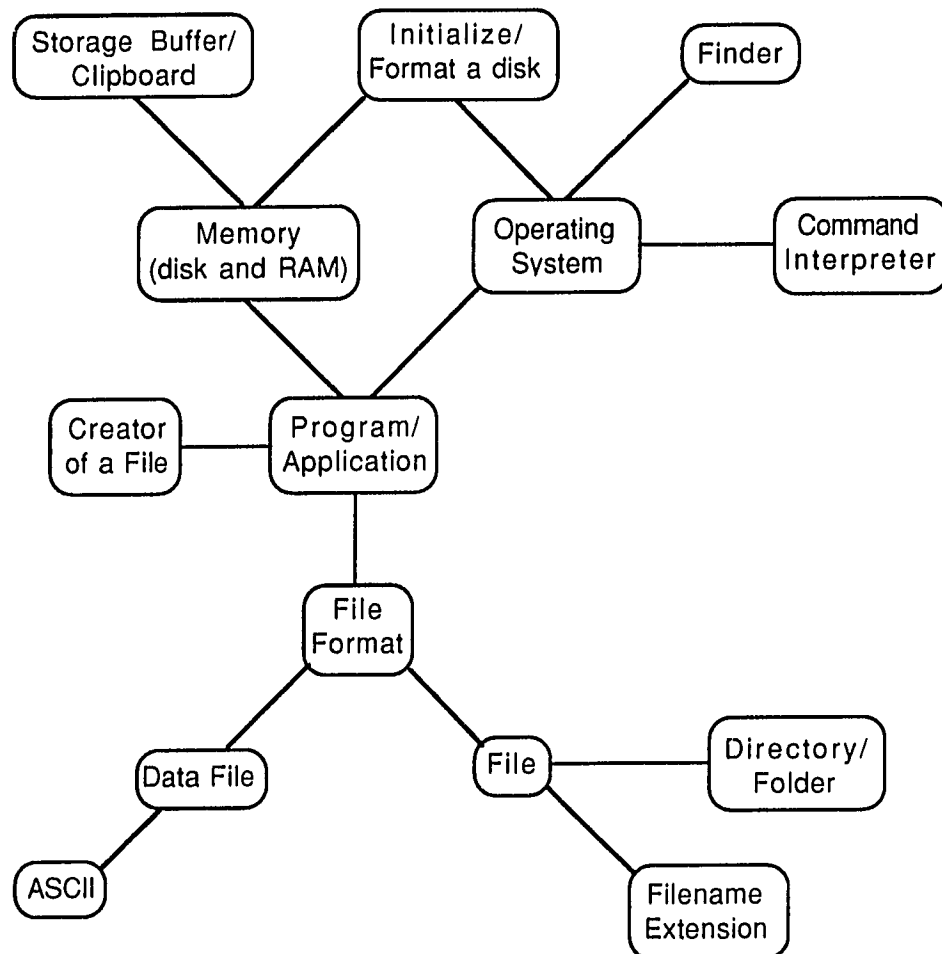 Storage Buffer/
Clipboard
Initialize/
Format a disk
Finder
Memory
(disk and RAM)
Operating
System
Command
Interpreter
Creator
of a File
Program/
Application
File
Format
Data File
File
Directory/
Folder
ASCII
Filename
Extension